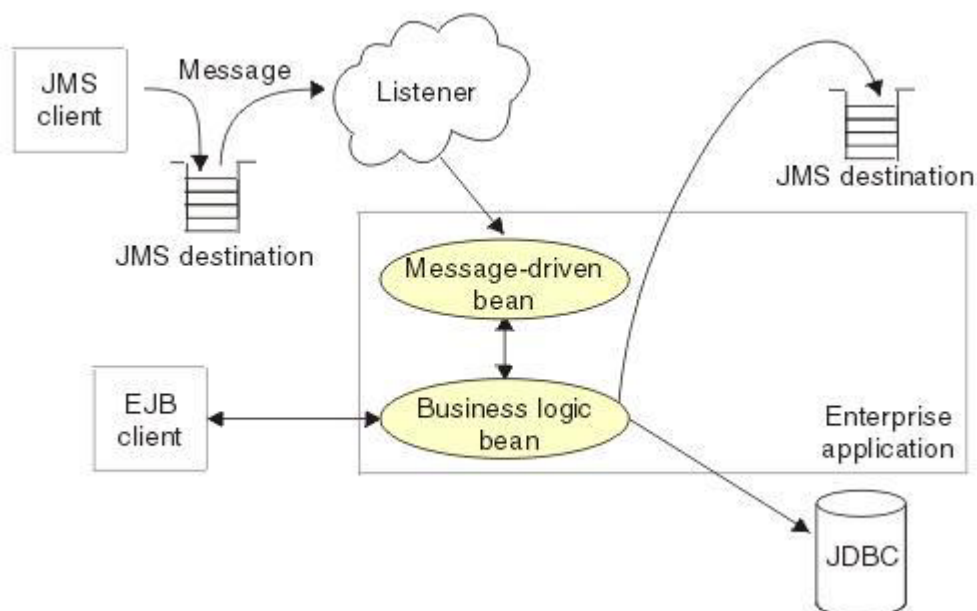 JMS
client
Message
Listener
JMS destination
JMS destination
Message-driven
bean
EJB
client
Business logic
bean
Enterprise
application
JDBC